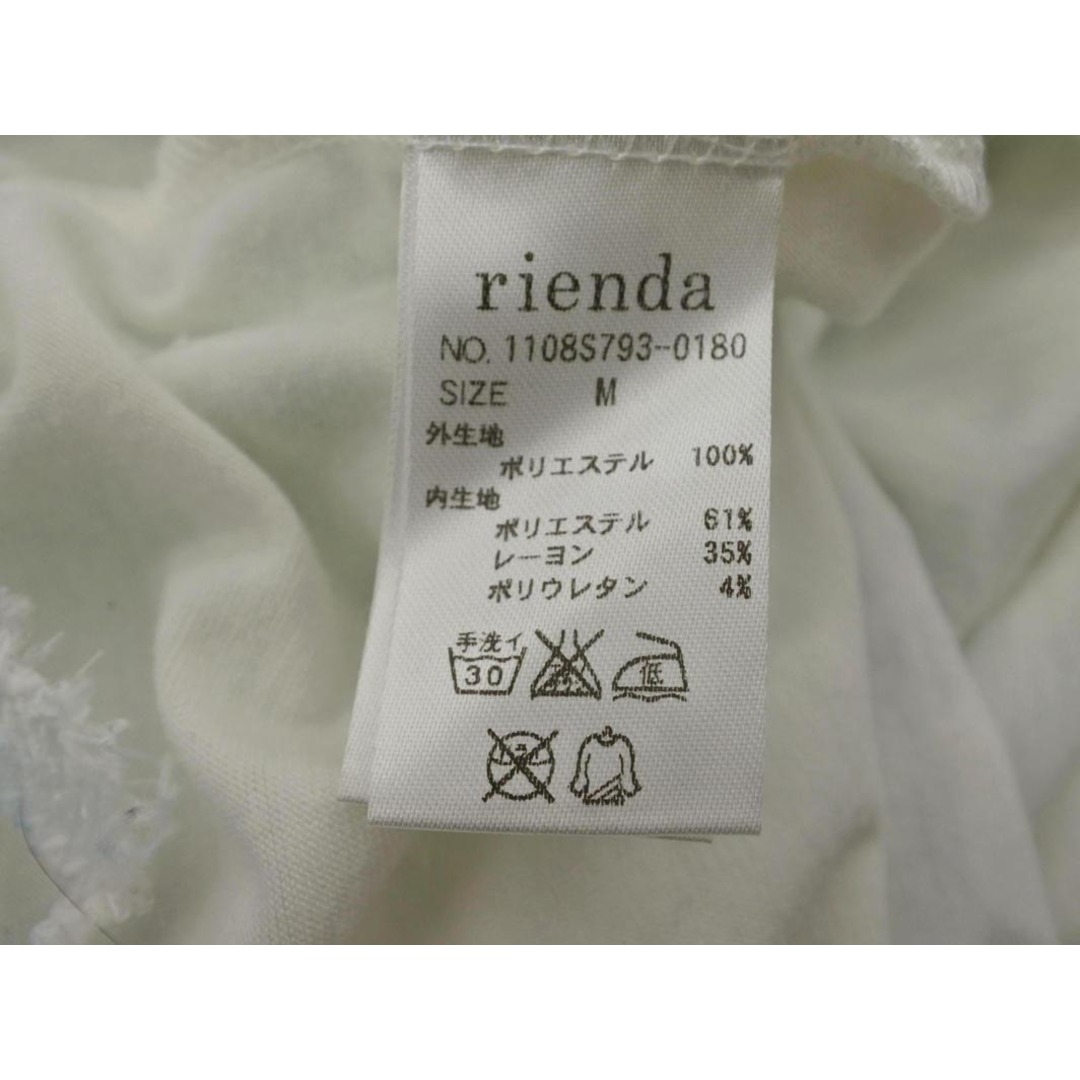 rienda
NO. 1108S793--0180
SIZE M
外生地
ポリエステル 100%
内生地
ポリエステル 61%
レーヨン 35%
ポリウレタン 4%
手洗イ
30
低